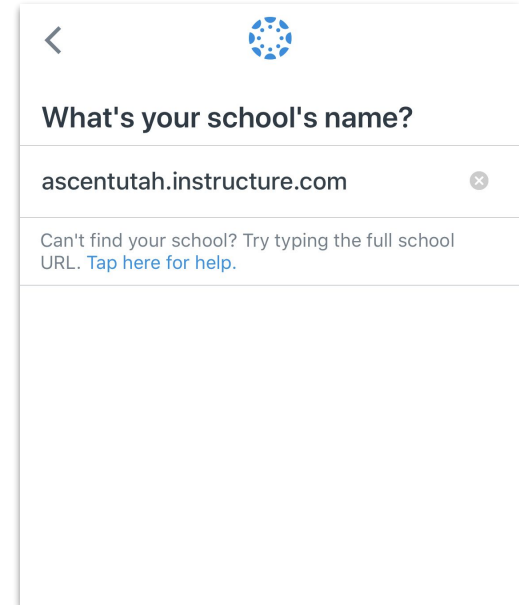 What's your school's name?
ascentutah.instructure.com
Can't find your school? Try typing the full school
URL. Tap here for help.